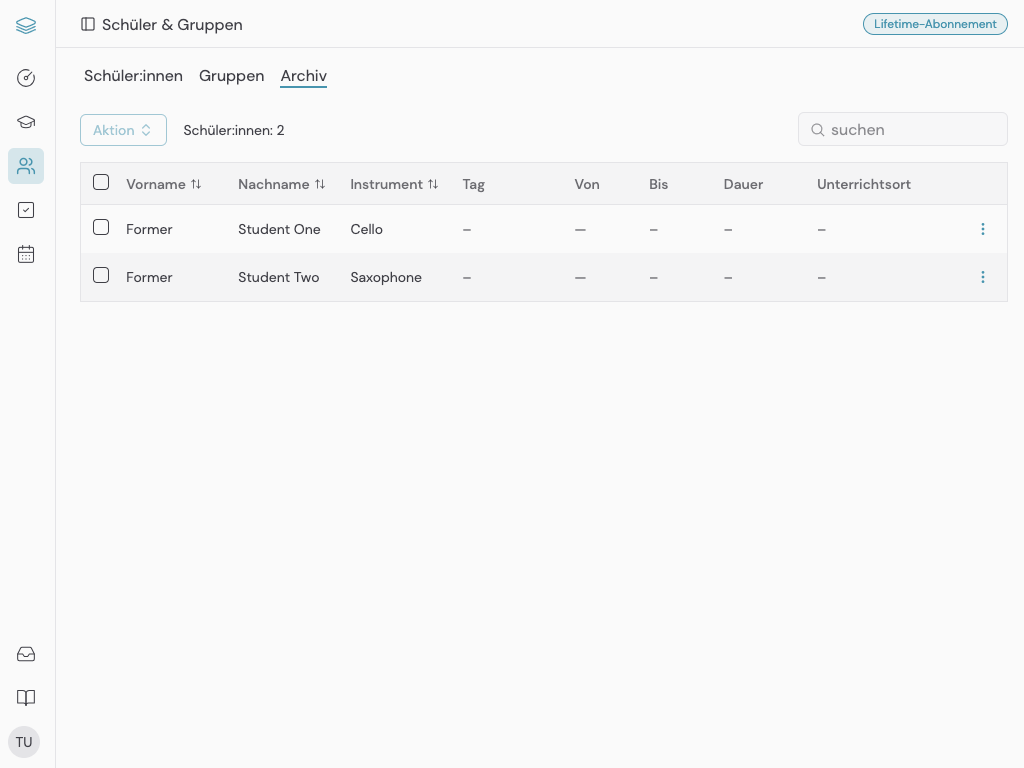 Schüler & Gruppen Lifetime-Abonnement
Schüler:innen Gruppen Archiv
Aktion Schüler:innen: 2 suchen
Vorname Nachname Instrument Tag Von Bis Dauer Unterrichtsort
Former Student One Cello – — – – –
Former Student Two Saxophone – — – – –
TU